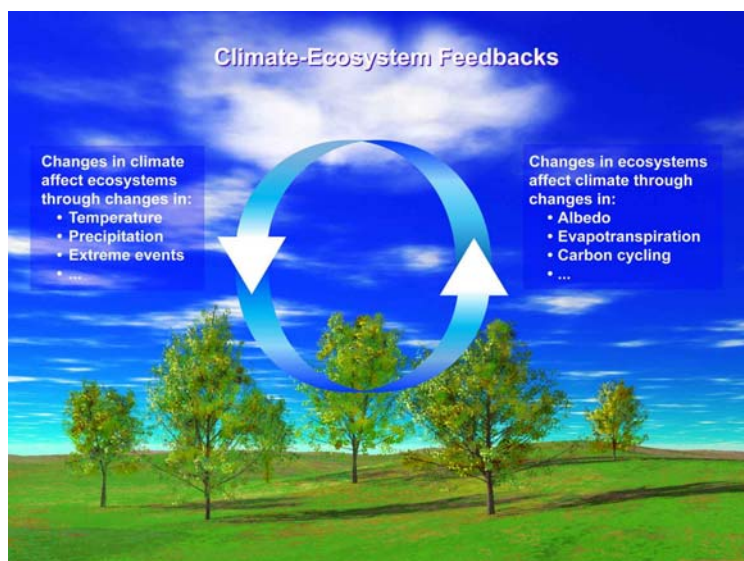 Climate-Ecosystem Feedbacks
Changes in climate
affect ecosystems
through changes in:
• Temperature
• Precipitation
• Extreme events
• ...
Changes in ecosystems
affect climate through
changes in:
• Albedo
• Evapotranspiration
• Carbon cycling
• ...